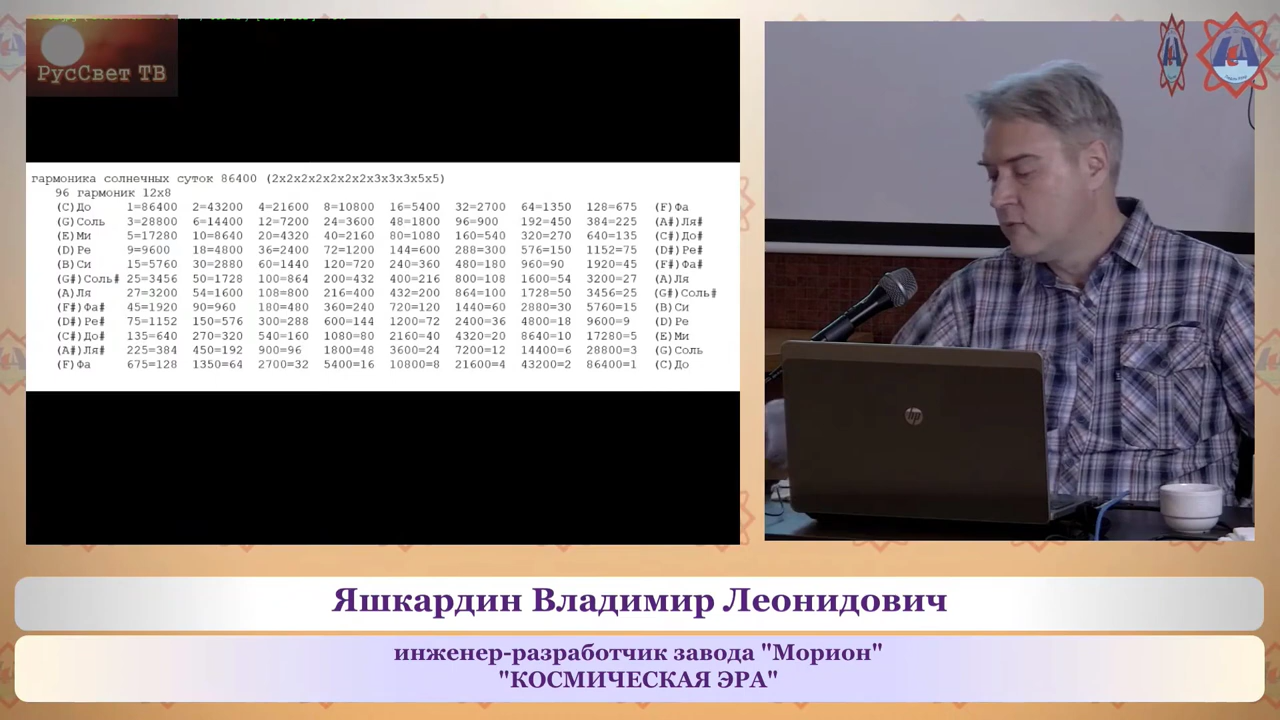 РусСвет ТВ
гармоника солнечных суток 86400 (2x2x2x2x2x2x2x3x3x3x5x5)
96 гармоник 12x8
(C)До 1=86400 2=43200 4=21600 8=10800 16=5400 32=2700 64=1350 128=675 (F)Фа
(G)Соль 3=28800 6=14400 12=7200 24=3600 48=1800 96=900 192=450 384=225 (A#)Ля#
(E)Ми 5=17280 10=8640 20=4320 40=2160 80=1080 160=540 320=270 640=135 (C#)До#
(D)Ре 9=9600 18=4800 36=2400 72=1200 144=600 288=300 576=150 1152=75 (D#)Ре#
(B)Си 15=5760 30=2880 60=1440 120=720 240=360 480=180 960=90 1920=45 (F#)Фа#
(G#)Соль# 25=3456 50=1728 100=864 200=432 400=216 800=108 1600=54 3200=27 (A)Ля
(A)Ля 27=3200 54=1600 108=800 216=400 432=200 864=100 1728=50 3456=25 (G#)Соль#
(F#)Фа# 45=1920 90=960 180=480 360=240 720=120 1440=60 2880=30 5760=15 (B)Си
(D#)Ре# 75=1152 150=576 300=288 600=144 1200=72 2400=36 4800=18 9600=9 (D)Ре
(C#)До# 135=640 270=320 540=160 1080=80 2160=40 4320=20 8640=10 17280=5 (E)Ми
(A#)Ля# 225=384 450=192 900=96 1800=48 3600=24 7200=12 14400=6 28800=3 (G)Соль
(F)Фа 675=128 1350=64 2700=32 5400=16 10800=8 21600=4 43200=2 86400=1 (C)До
hp
Яшкардин Владимир Леонидович
инженер-разработчик завода "Морион"
"КОСМИЧЕСКАЯ ЭРА"